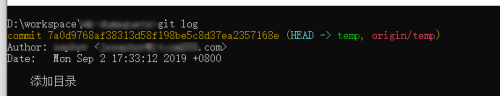 D:\workspace\>git log
commit 7a0d9768af38313d58f198be5c8d37ea2357168e (HEAD -> temp, origin/temp)
Author: <.com>
Date:   Mon Sep 2 17:33:12 2019 +0800
添加目录